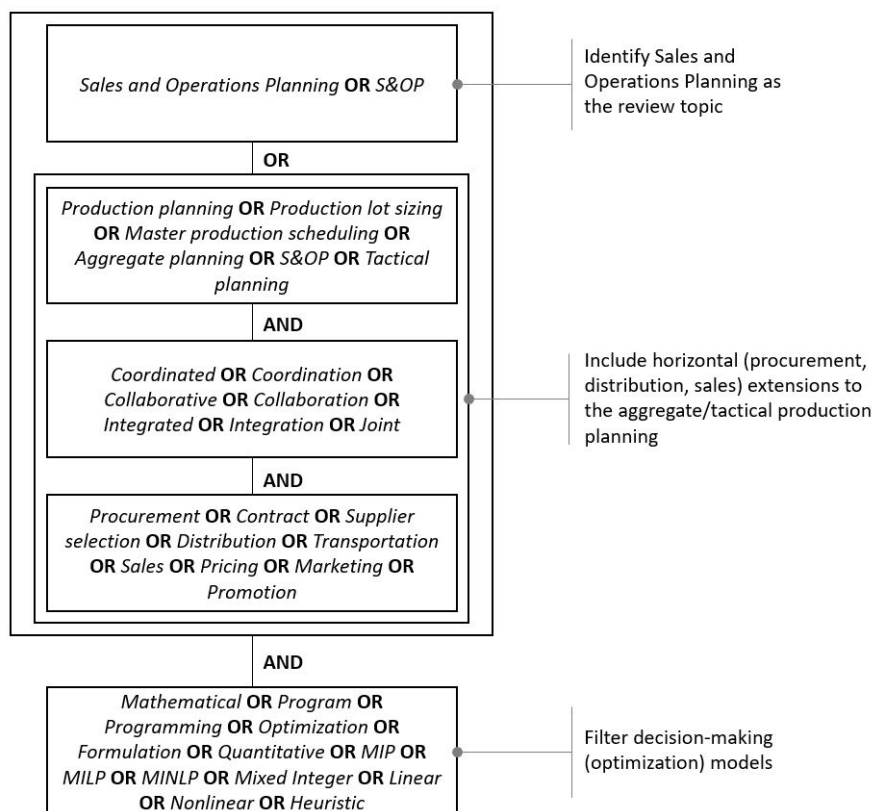 Sales and Operations Planning OR S&OP
Identify Sales and
Operations Planning as
the review topic
OR
Production planning OR Production lot sizing
OR Master production scheduling OR
Aggregate planning OR S&OP OR Tactical
planning
AND
Coordinated OR Coordination OR
Collaborative OR Collaboration OR
Integrated OR Integration OR Joint
Include horizontal (procurement,
distribution, sales) extensions to
the aggregate/tactical production
planning
AND
Procurement OR Contract OR Supplier
selection OR Distribution OR Transportation
OR Sales OR Pricing OR Marketing OR
Promotion
AND
Mathematical OR Program OR
Programming OR Optimization OR
Formulation OR Quantitative OR MIP OR
MILP OR MINLP OR Mixed Integer OR Linear
OR Nonlinear OR Heuristic
Filter decision-making
(optimization) models